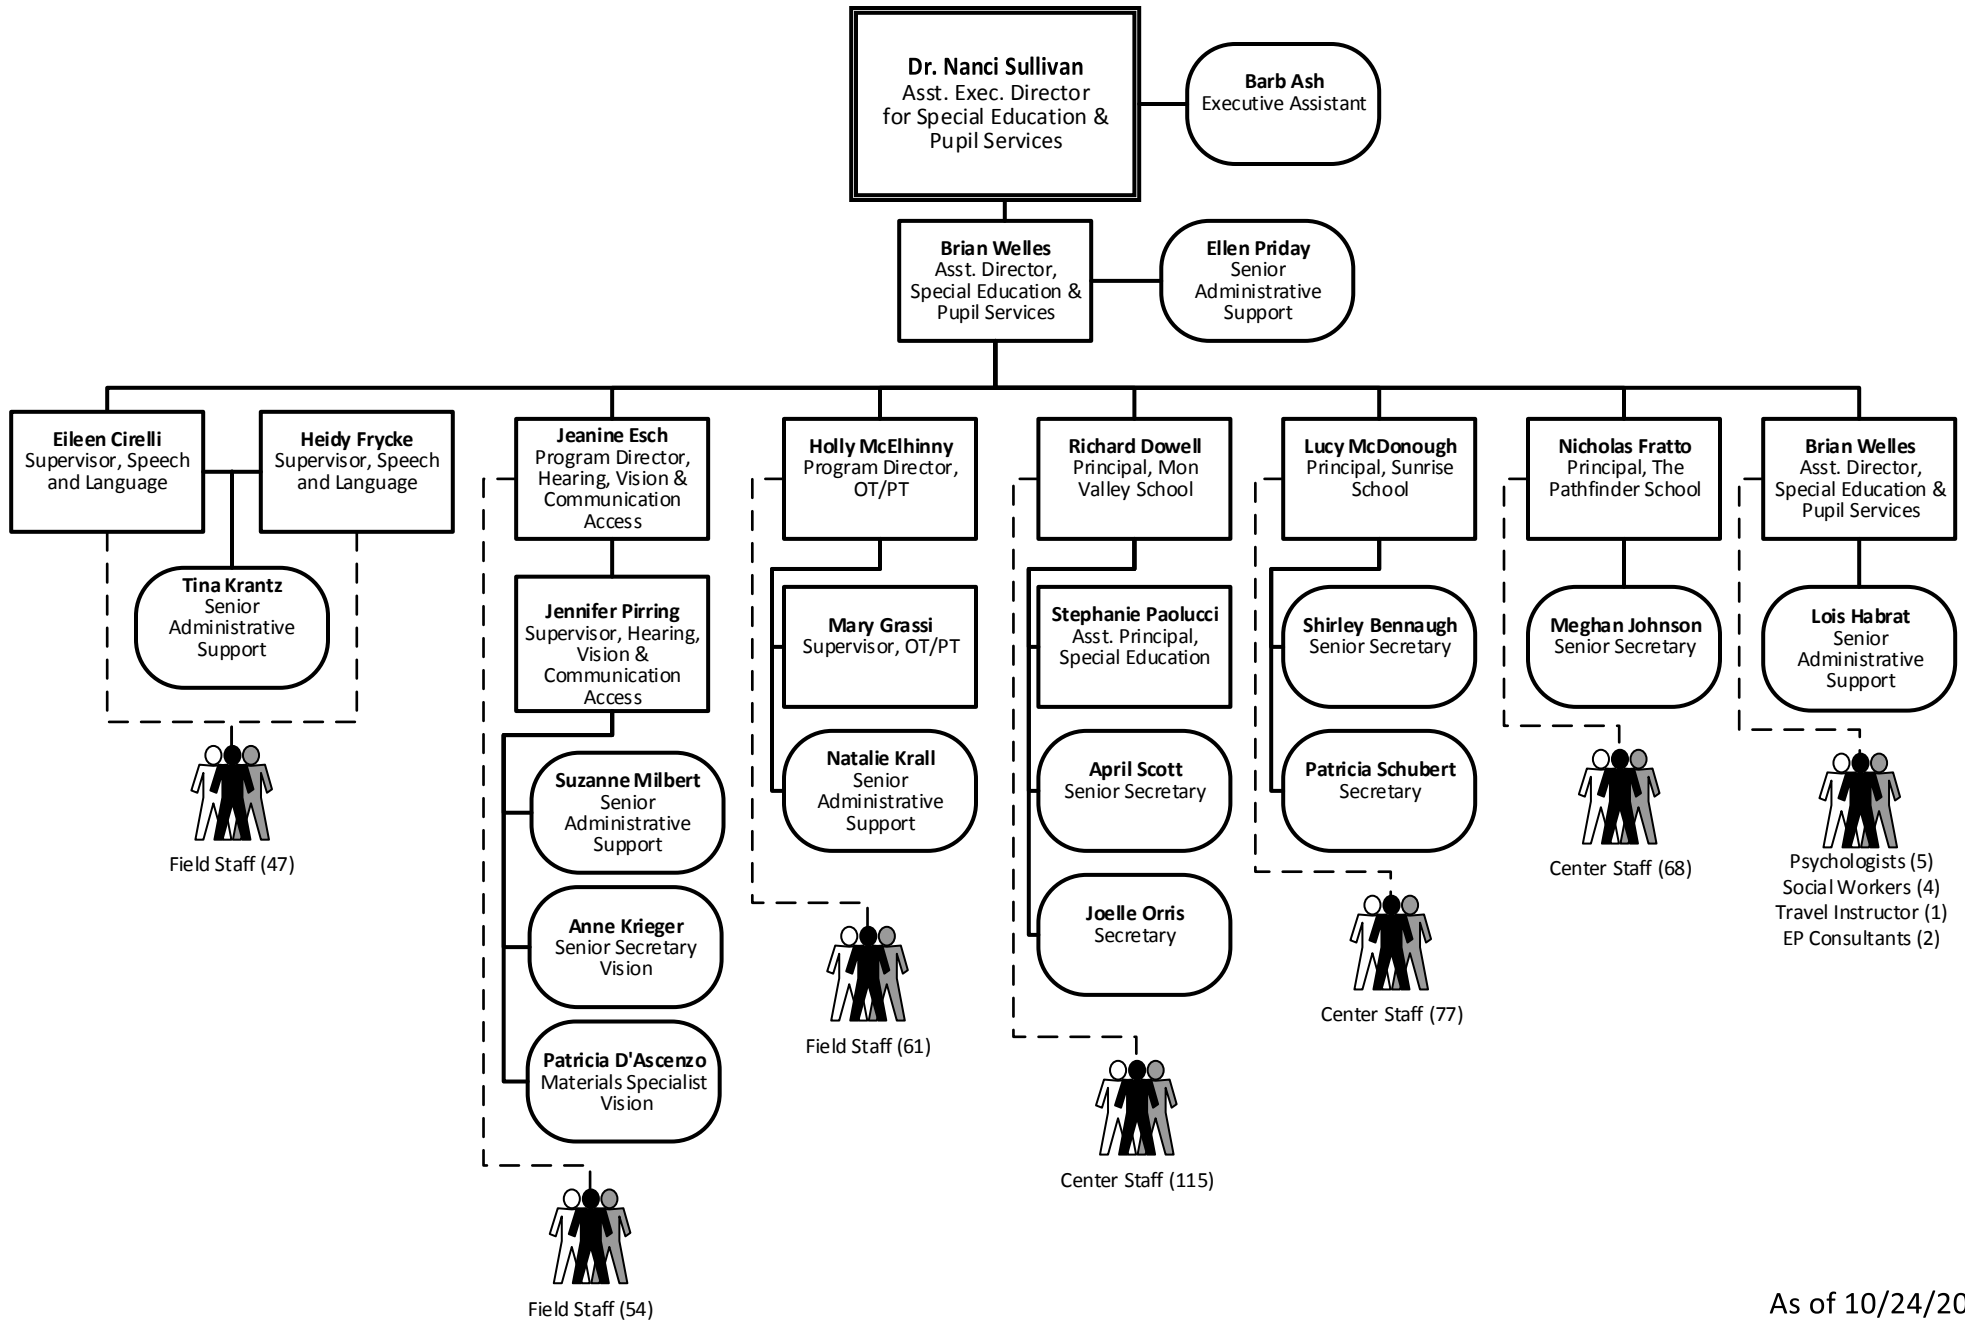 Dr. Nanci Sullivan
Asst. Exec. Director
for Special Education &
Pupil Services
Barb Ash
Executive Assistant
Brian Welles
Asst. Director,
Special Education &
Pupil Services
Ellen Priday
Senior
Administrative
Support
Eileen Cirelli
Supervisor, Speech
and Language
Heidy Frycke
Supervisor, Speech
and Language
Tina Krantz
Senior
Administrative
Support
Field Staff (47)
Jeanine Esch
Program Director,
Hearing, Vision &
Communication
Access
Jennifer Pirring
Supervisor, Hearing,
Vision &
Communication
Access
Suzanne Milbert
Senior
Administrative
Support
Anne Krieger
Senior Secretary
Vision
Patricia D'Ascenzo
Materials Specialist
Vision
Field Staff (54)
Holly McElhinny
Program Director,
OT/PT
Mary Grassi
Supervisor, OT/PT
Natalie Krall
Senior
Administrative
Support
Field Staff (61)
Richard Dowell
Principal, Mon
Valley School
Stephanie Paolucci
Asst. Principal,
Special Education
April Scott
Senior Secretary
Joelle Orris
Secretary
Center Staff (115)
Lucy McDonough
Principal, Sunrise
School
Shirley Bennaugh
Senior Secretary
Patricia Schubert
Secretary
Center Staff (77)
Nicholas Fratto
Principal, The
Pathfinder School
Meghan Johnson
Senior Secretary
Center Staff (68)
Brian Welles
Asst. Director,
Special Education &
Pupil Services
Lois Habrat
Senior
Administrative
Support
Psychologists (5)
Social Workers (4)
Travel Instructor (1)
EP Consultants (2)
As of 10/24/20